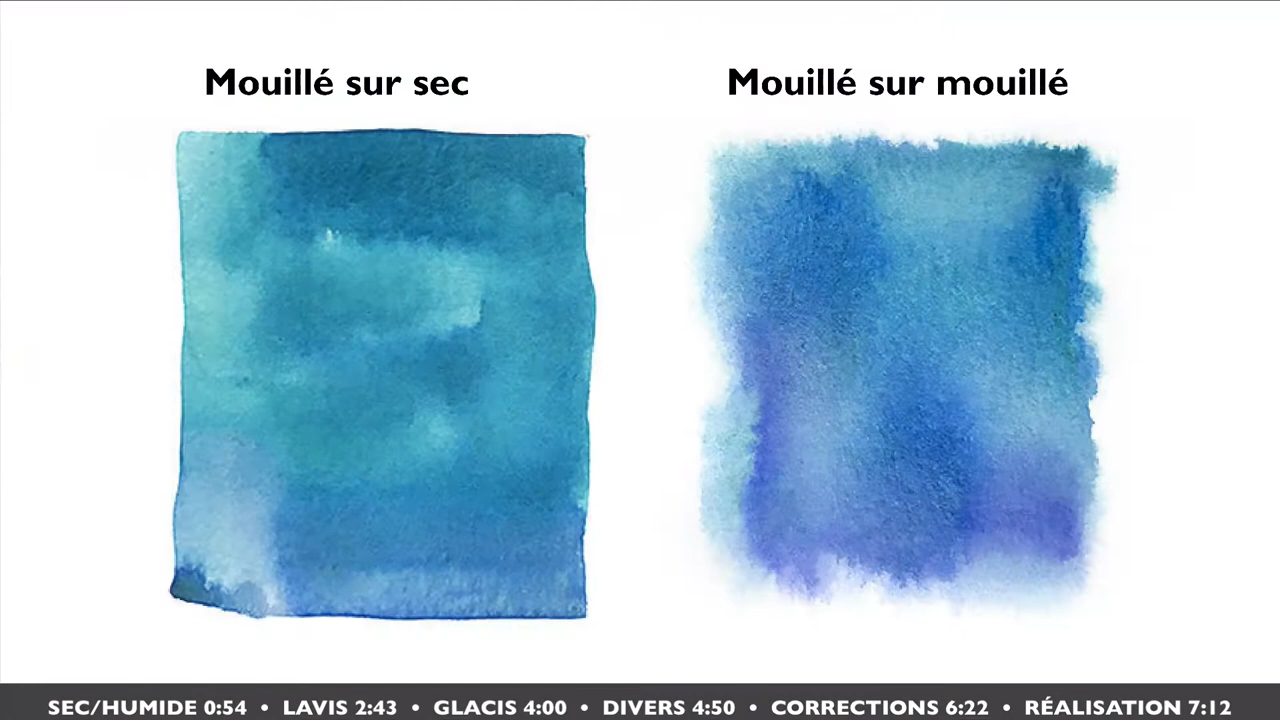 Mouillé sur sec
Mouillé sur mouillé
SEC/HUMIDE 0:54 • LAVIS 2:43 • GLACIS 4:00 • DIVERS 4:50 • CORRECTIONS 6:22 • RÉALISATION 7:12